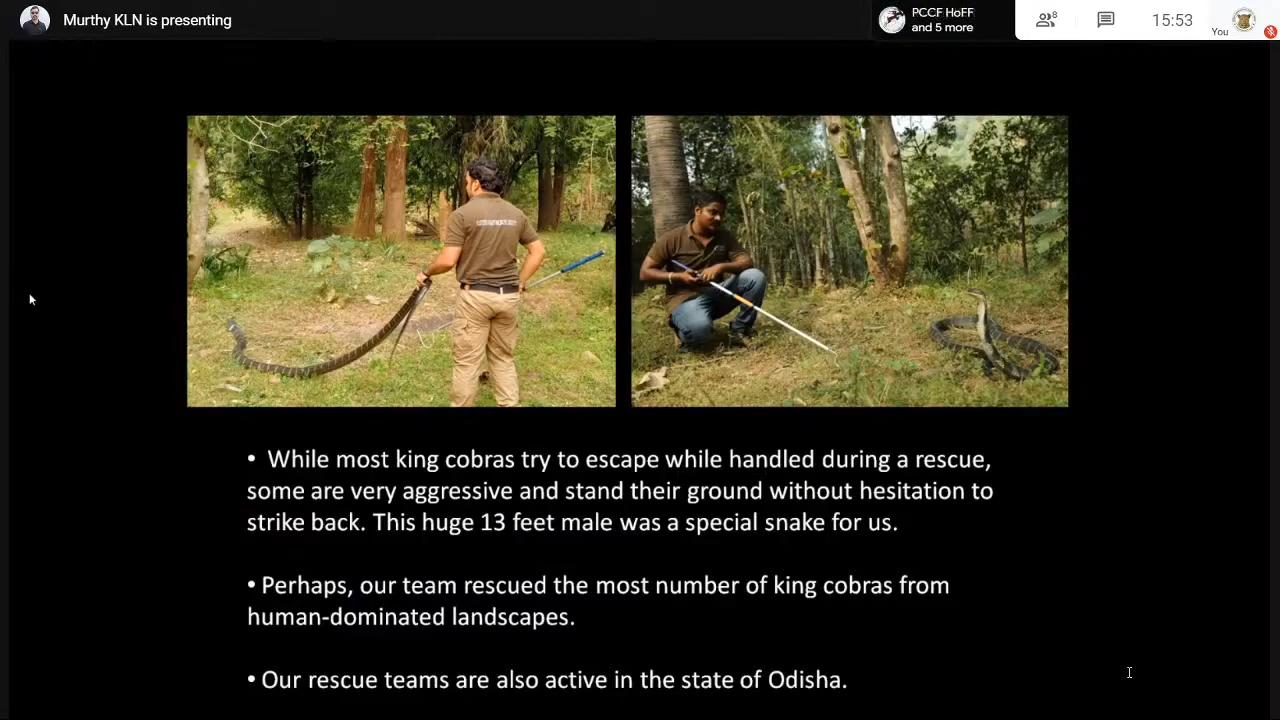 Murthy KLN is presenting
PCCF HoFF
and 5 more
8
15:53
You
• While most king cobras try to escape while handled during a rescue,
some are very aggressive and stand their ground without hesitation to
strike back. This huge 13 feet male was a special snake for us.
• Perhaps, our team rescued the most number of king cobras from
human-dominated landscapes.
• Our rescue teams are also active in the state of Odisha.